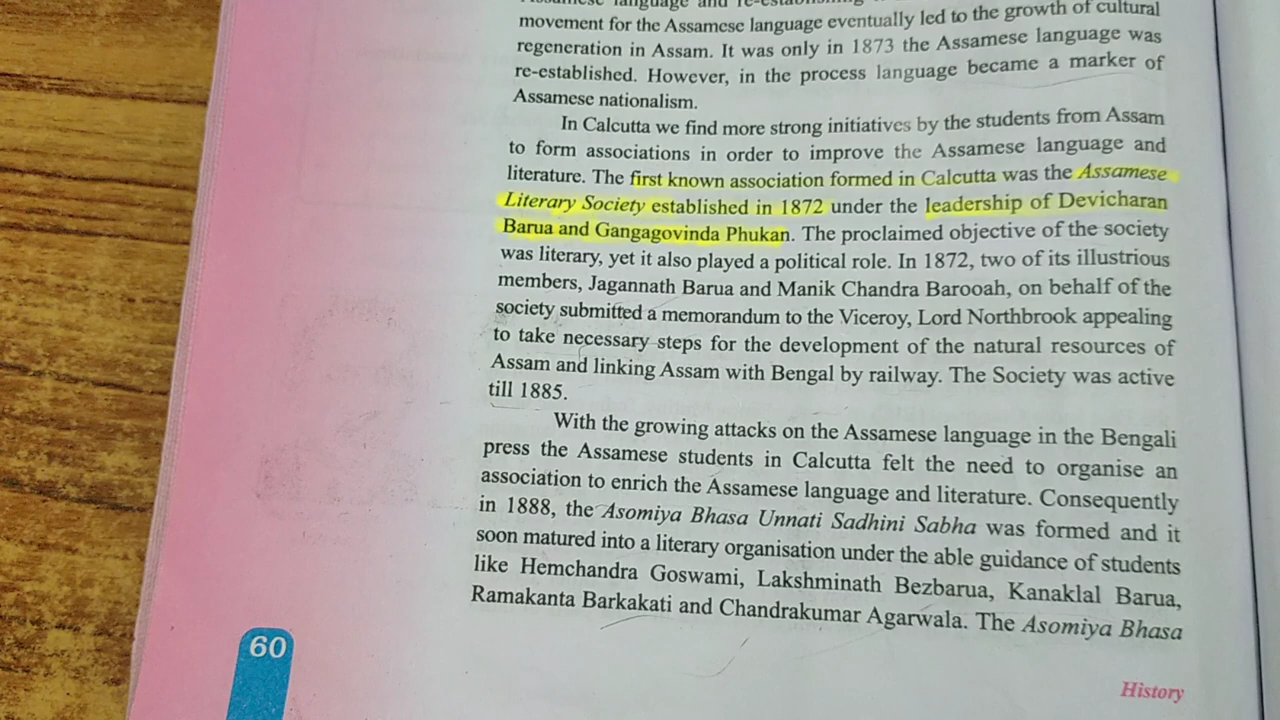 Assamese language and re-establishing
movement for the Assamese language eventually led to the growth of cultural
regeneration in Assam. It was only in 1873 the Assamese language was
re-established. However, in the process language became a marker of
Assamese nationalism.
In Calcutta we find more strong initiatives by the students from Assam
to form associations in order to improve the Assamese language and
literature. The first known association formed in Calcutta was the Assamese
Literary Society established in 1872 under the leadership of Devicharan
Barua and Gangagovinda Phukan. The proclaimed objective of the society
was literary, yet it also played a political role. In 1872, two of its illustrious
members, Jagannath Barua and Manik Chandra Barooah, on behalf of the
society submitted a memorandum to the Viceroy, Lord Northbrook appealing
to take necessary steps for the development of the natural resources of
Assam and linking Assam with Bengal by railway. The Society was active
till 1885.
With the growing attacks on the Assamese language in the Bengali
press the Assamese students in Calcutta felt the need to organise an
association to enrich the Assamese language and literature. Consequently
in 1888, the Asomiya Bhasa Unnati Sadhini Sabha was formed and it
soon matured into a literary organisation under the able guidance of students
like Hemchandra Goswami, Lakshminath Bezbarua, Kanaklal Barua,
Ramakanta Barkakati and Chandrakumar Agarwala. The Asomiya Bhasa
60
History